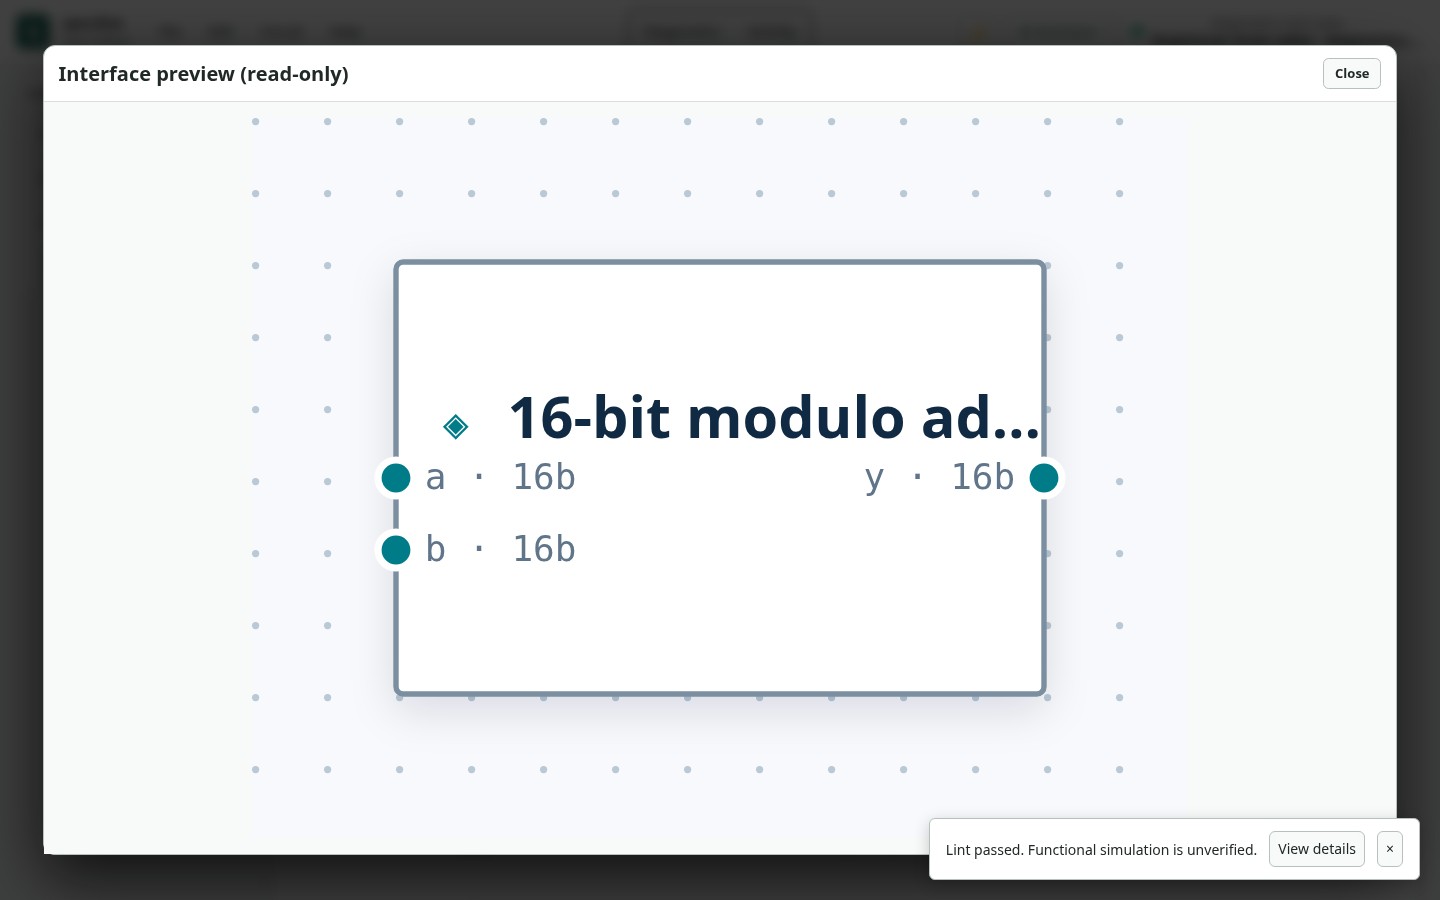 Interface preview (read-only)
Close
16-bit modulo ad...
a · 16b
y · 16b
b · 16b
Lint passed. Functional simulation is unverified.
View details
×